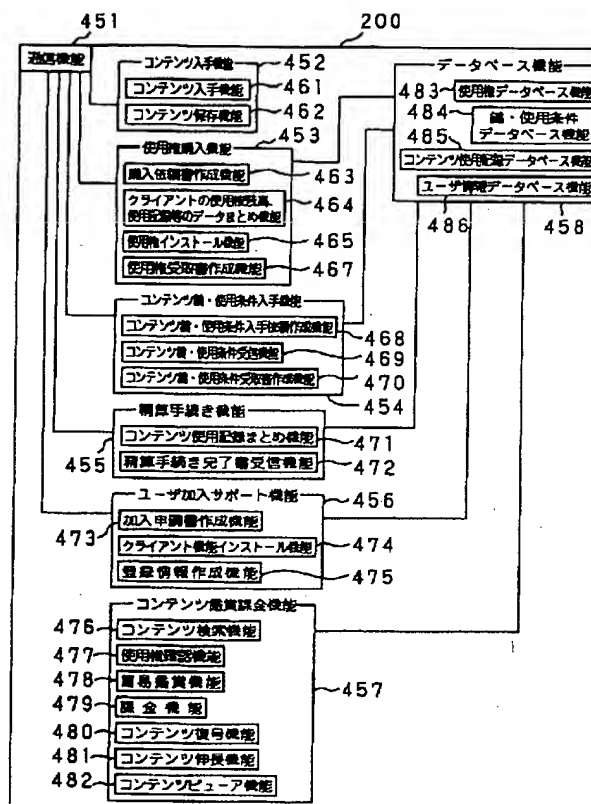 451
200
通信機能
コンテンツ入手機能
452
コンテンツ入手機能
461
コンテンツ保存機能
462
使用権購入機能
453
購入依頼書作成機能
463
クライアントの使用権残高、
使用記録等のデータまとめ機能
464
使用権インストール機能
465
使用権受取書作成機能
467
コンテンツ鍵・使用条件入手機能
コンテンツ鍵・使用条件入手依頼作成機能
468
コンテンツ鍵・使用条件受信機能
469
コンテンツ鍵・使用条件受取書作成機能
470
454
精算手続き機能
455
コンテンツ使用記録まとめ機能
471
精算手続き完了書受信機能
472
ユーザ加入サポート機能
456
473
加入申請書作成機能
クライアント機能インストール機能
474
登録情報作成機能
475
コンテンツ鑑賞課金機能
457
476
コンテンツ検索機能
477
使用権確認機能
478
簡易鑑賞機能
479
課金機能
480
コンテンツ復号機能
481
コンテンツ伸長機能
482
コンテンツビューア機能
データベース機能
483
使用権データベース機能
484
鍵・使用条件
データベース機能
485
コンテンツ使用記録データベース機能
ユーザ情報データベース機能
486
458